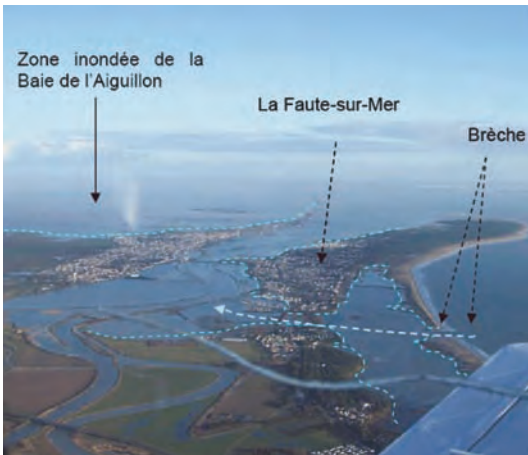 Zone inondée de la
Baie de l'Aiguillon
La Faute-sur-Mer
Brèche